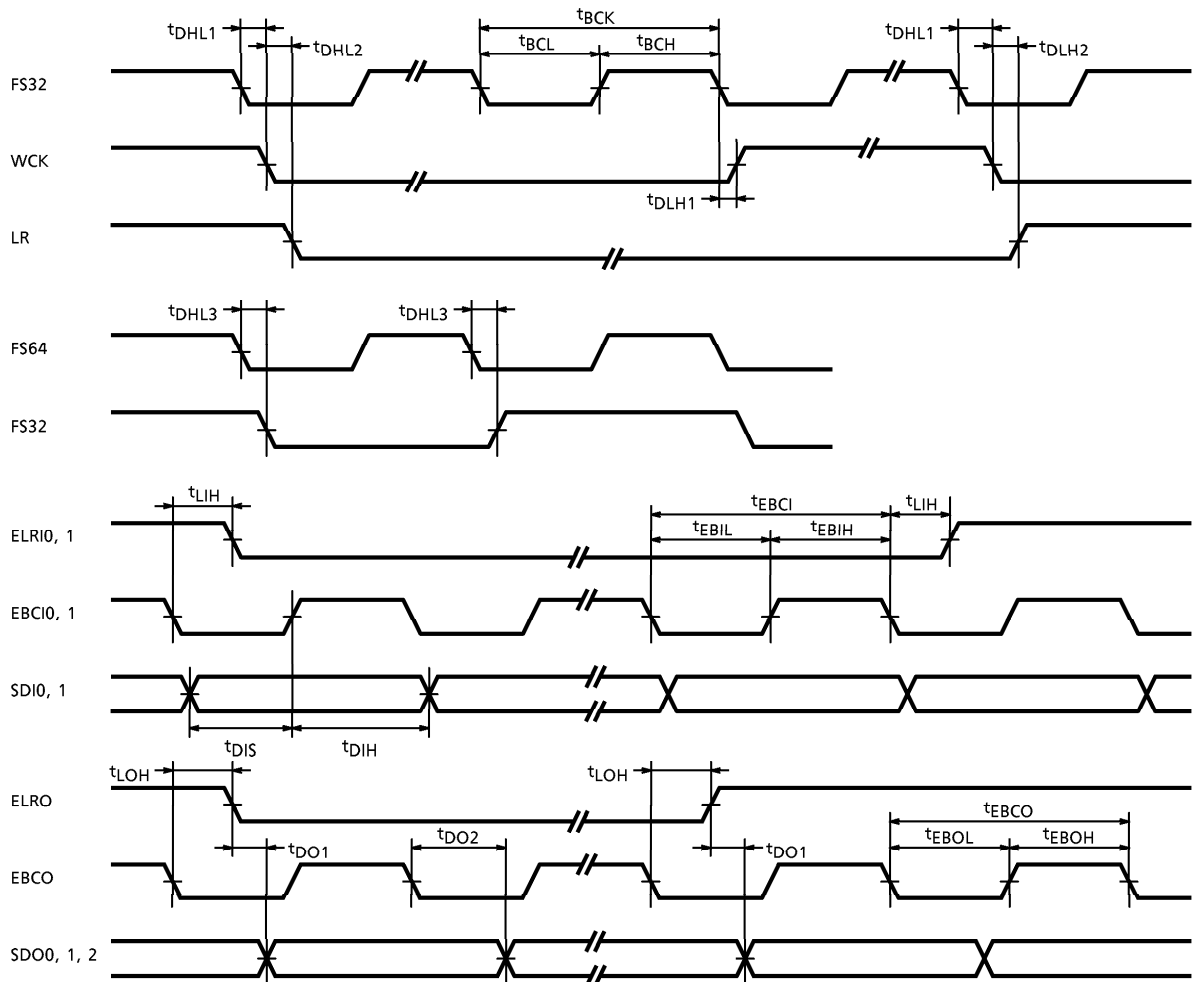 tDHL1 tBCK tDHL1
tDHL2 tBCL tBCH tDLH2
FS32
WCK
tDLH1
LR
tDHL3 tDHL3
FS64
FS32
tLIH tEBCI tLIH
ELRI0, 1 tEBIL tEBIH
EBCI0, 1
SDI0, 1
tDIS tDIH
tLOH tLOH
ELRO tEBCO
tDO1 tDO2 tDO1 tEBOL tEBOH
EBCO
SDO0, 1, 2